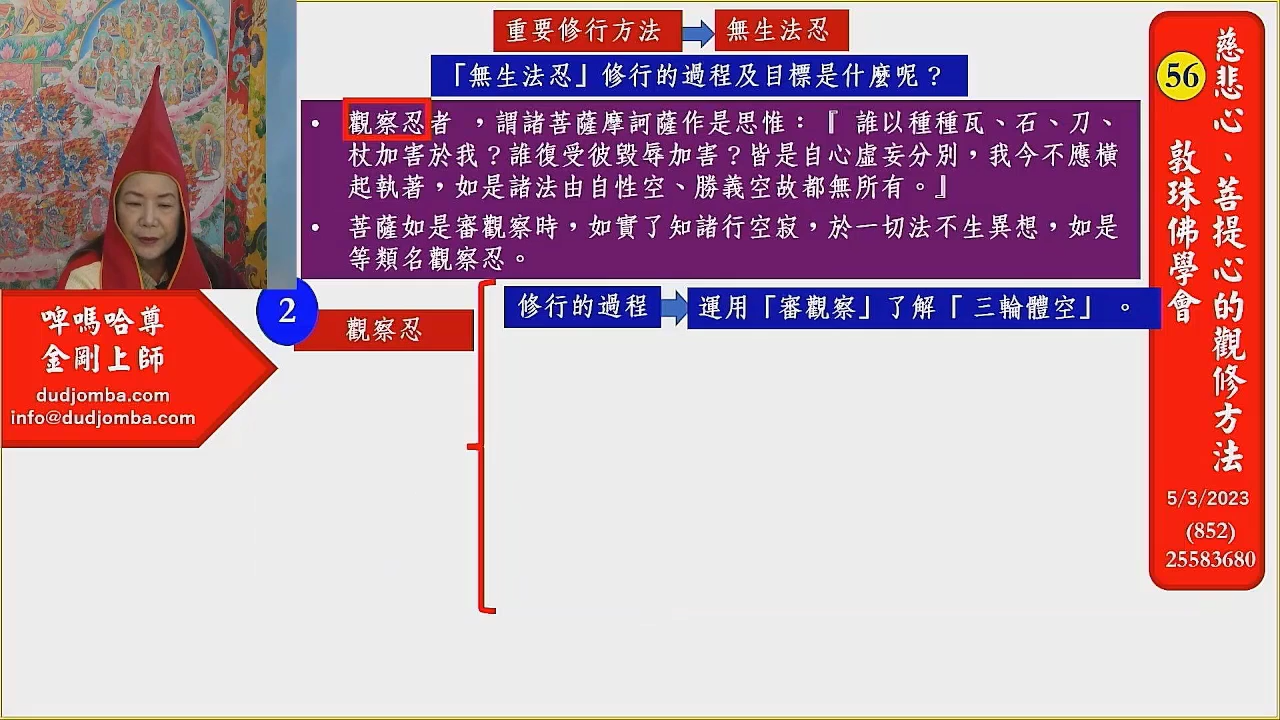 重要修行方法 無生法忍
「無生法忍」修行的過程及目標是什麼呢？
• 觀察忍者 ，謂諸菩薩摩訶薩作是思惟：『 誰以種種瓦、石、刀、
杖加害於我？誰復受彼毀辱加害？皆是自心虛妄分別，我今不應橫
起執著，如是諸法由自性空、勝義空故都無所有。』
• 菩薩如是審觀察時，如實了知諸行空寂，於一切法不生異想，如是
等類名觀察忍。
2
觀察忍
修行的過程 運用「審觀察」了解「 三輪體空」 。
啤嗎哈尊
金剛上師
dudjomba.com
info@dudjomba.com
56
慈悲心、菩提心的觀修方法
敦珠佛學會
5/3/2023
(852)
25583680